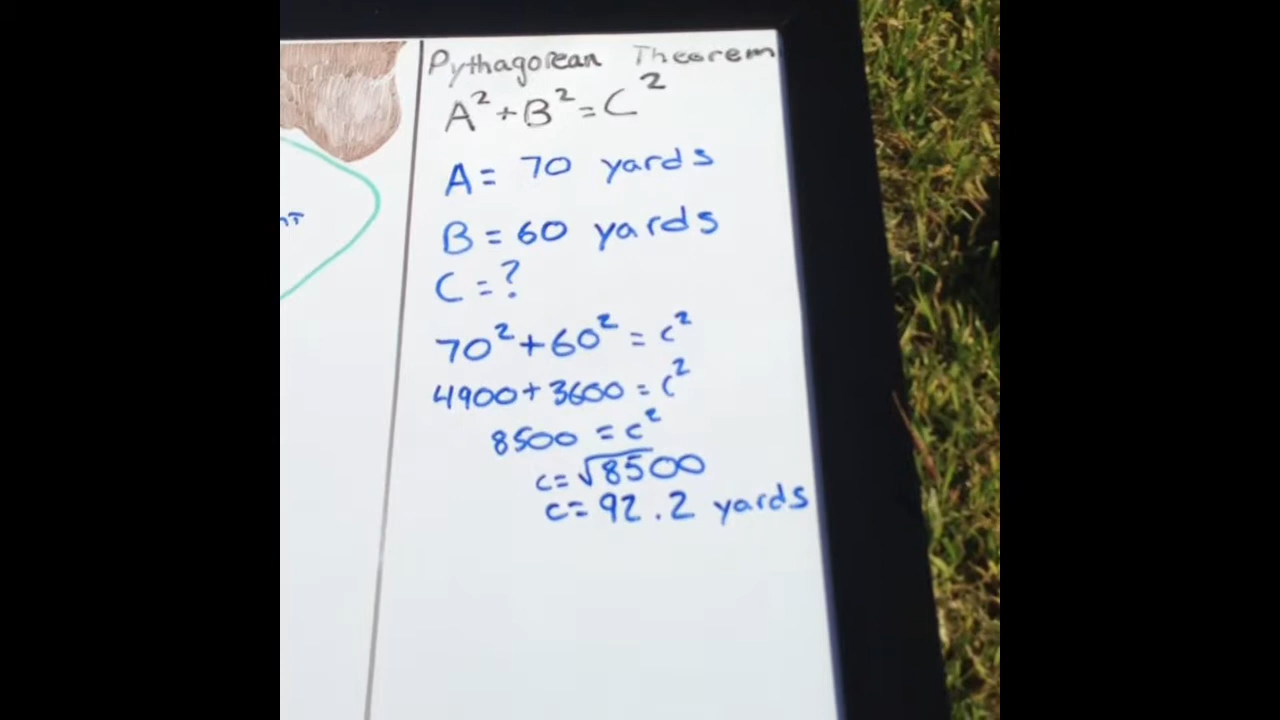 Pythagorean Theorem
A² + B² = C²
A = 70 yards
B = 60 yards
C = ?
70² + 60² = c²
4900 + 3600 = c²
8500 = c²
c = √8500
c = 92.2 yards